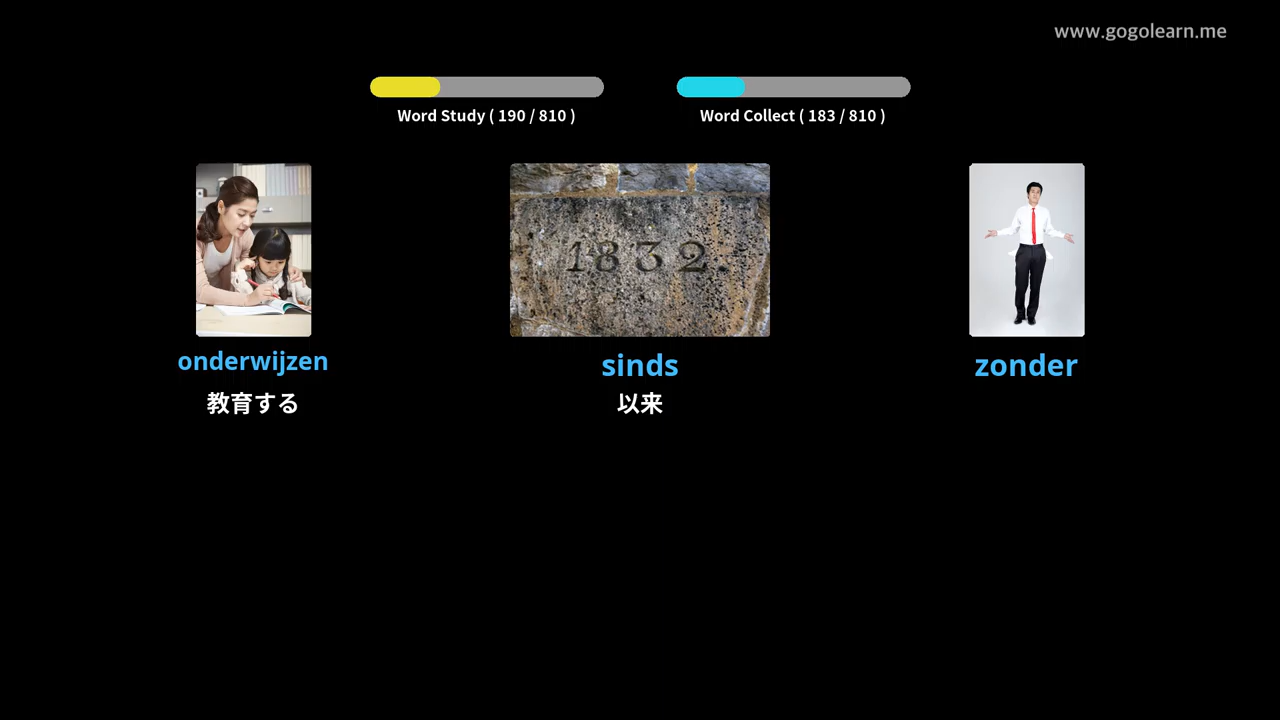 www.gogolearn.me
Word Study ( 190 / 810 )
Word Collect ( 183 / 810 )
1832
onderwijzen
sinds
zonder
教育する
以来